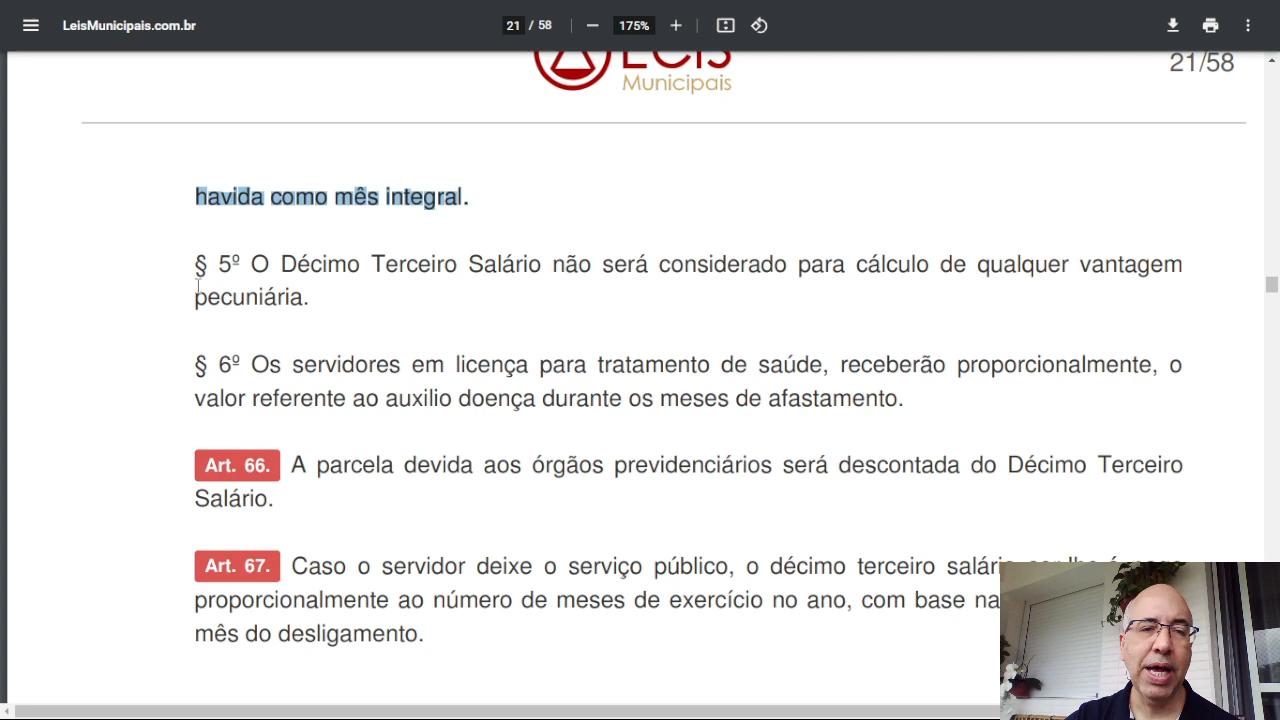 LeisMunicipais.com.br
21 / 58
175%
LEIS
Municipais
21/58
havida como mês integral.
§ 5º O Décimo Terceiro Salário não será considerado para cálculo de qualquer vantagem
pecuniária.
§ 6º Os servidores em licença para tratamento de saúde, receberão proporcionalmente, o
valor referente ao auxilio doença durante os meses de afastamento.
Art. 66. A parcela devida aos órgãos previdenciários será descontada do Décimo Terceiro
Salário.
Art. 67. Caso o servidor deixe o serviço público, o décimo terceiro
proporcionalmente ao número de meses de exercício no ano, com base na
mês do desligamento.